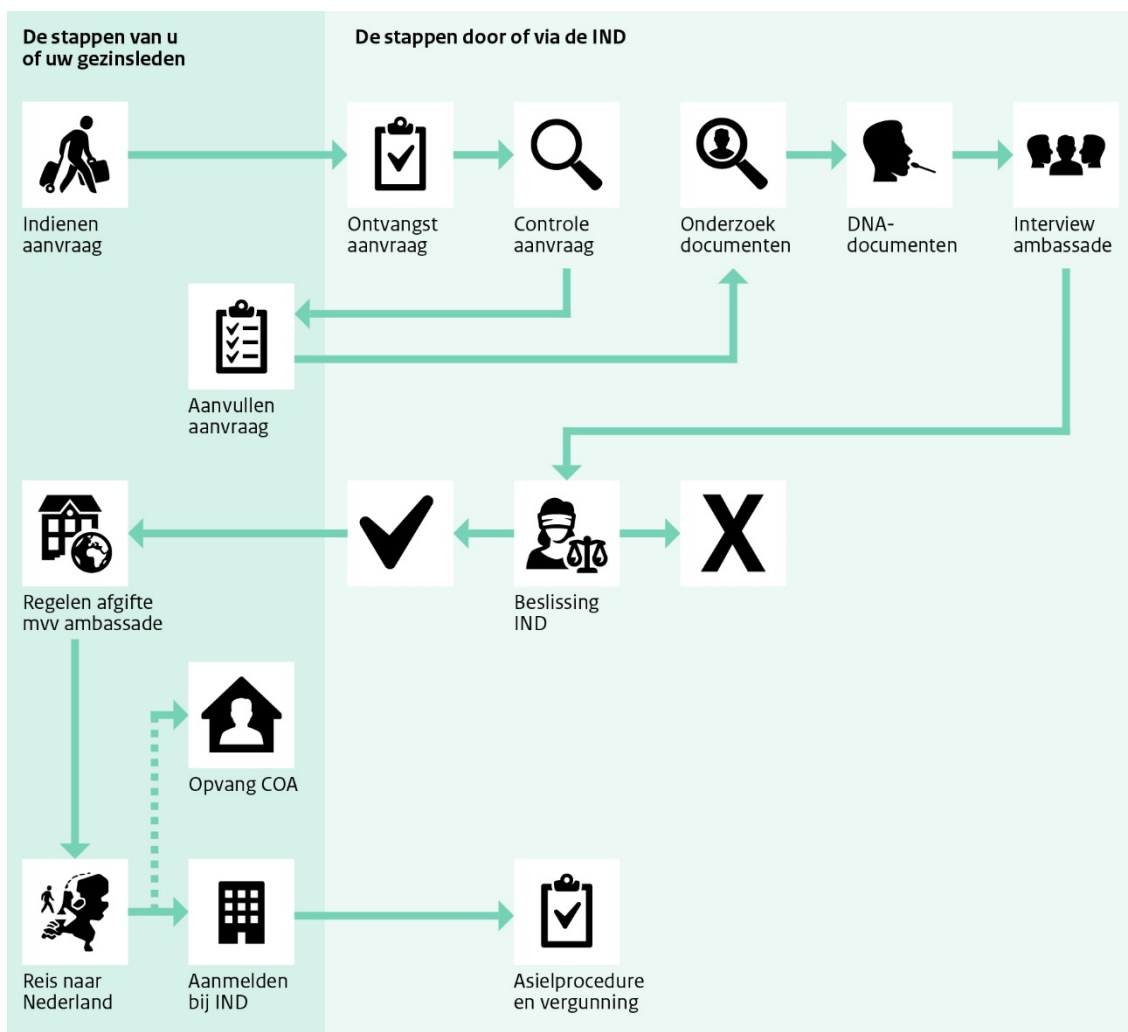 De stappen van u
of uw gezinsleden
De stappen door of via de IND
Indienen
aanvraag
Ontvangst
aanvraag
Controle
aanvraag
Onderzoek
documenten
DNA-
documenten
Interview
ambassade
Aanvullen
aanvraag
Regelen afgifte
mvv ambassade
Beslissing
IND
Opvang COA
Reis naar
Nederland
Aanmelden
bij IND
Asielprocedure
en vergunning